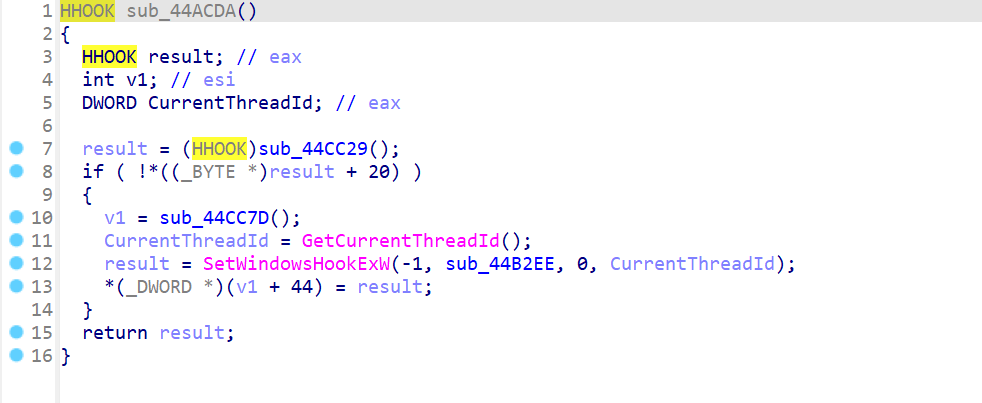 1 HHOOK sub_44ACDA()
2 {
3 HHOOK result; // eax
4 int v1; // esi
5 DWORD CurrentThreadId; // eax
6
7 result = (HHOOK)sub_44CC29();
8 if ( !*((_BYTE *)result + 20) )
9 {
10 v1 = sub_44CC7D();
11 CurrentThreadId = GetCurrentThreadId();
12 result = SetWindowsHookExW(-1, sub_44B2EE, 0, CurrentThreadId);
13 *(_DWORD *)(v1 + 44) = result;
14 }
15 return result;
16 }